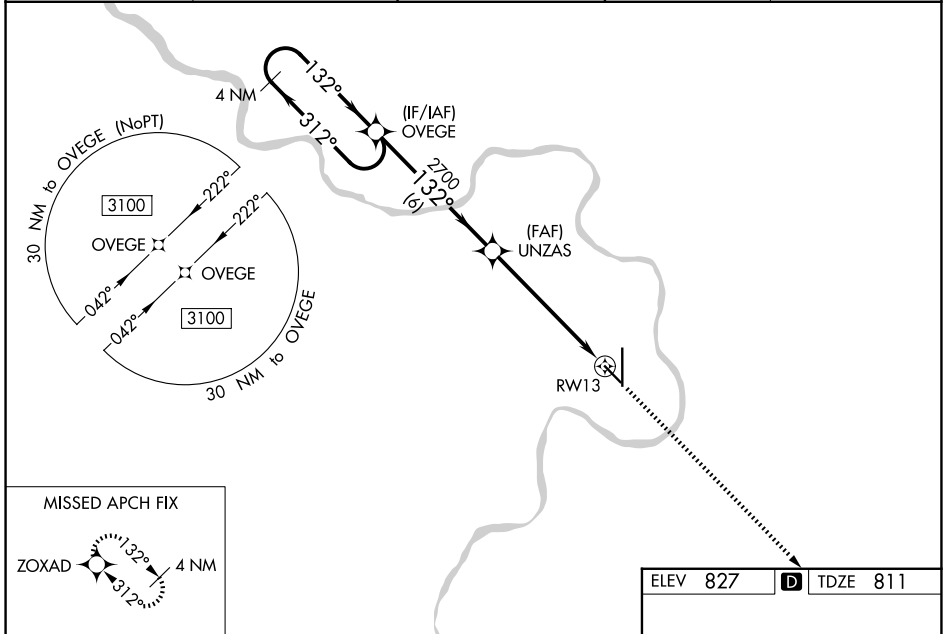 132°
4 NM
312°
(IF/IAF)
OVEGE
2700
132°
(6)
(FAF)
UNZAS
RW13
30 NM to OVEGE (NoPT)
222°
3100
OVEGE
042°
222°
OVEGE
042°
3100
30 NM to OVEGE
MISSED APCH FIX
ZOXAD
132°
4 NM
312°
ELEV 827 D TDZE 811